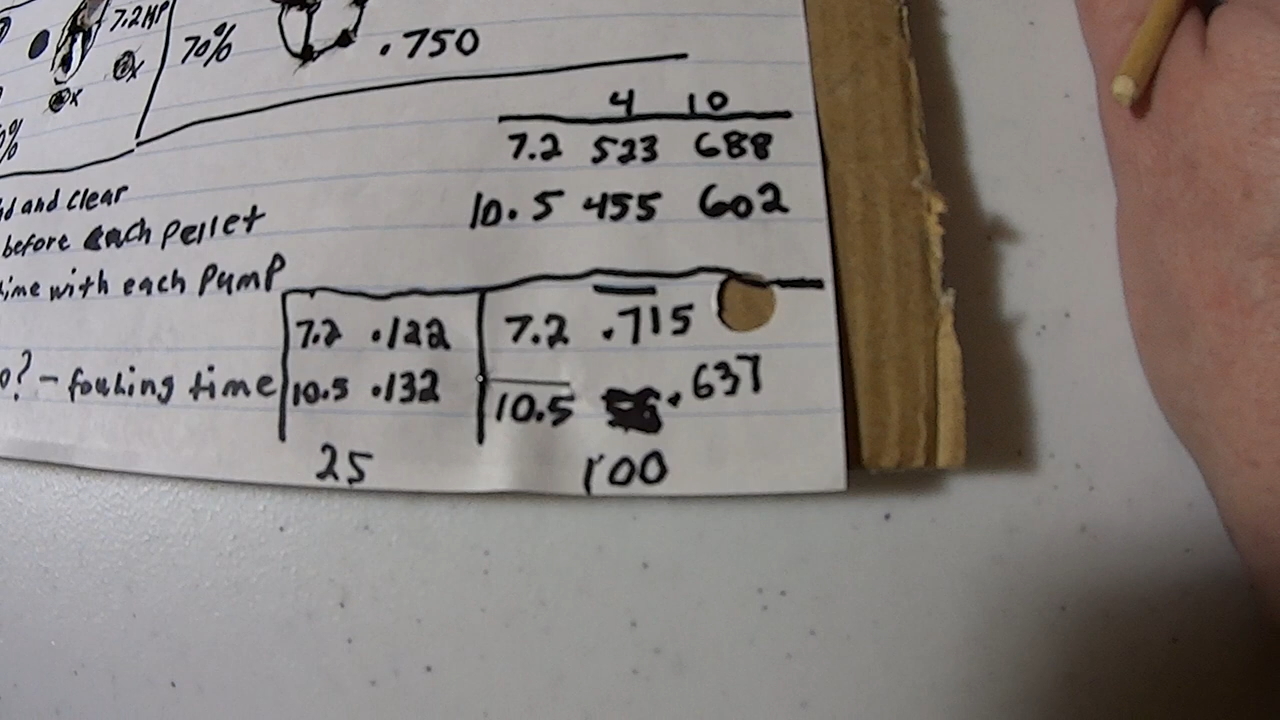 7.2HP
x
x
70%
.750
4 10
7.2 523 688
10.5 455 602
and clear
before each pellet
time with each pump
? - fouling time
7.2 .122
10.5 .132
25
7.2 .715
10.5 .637
100